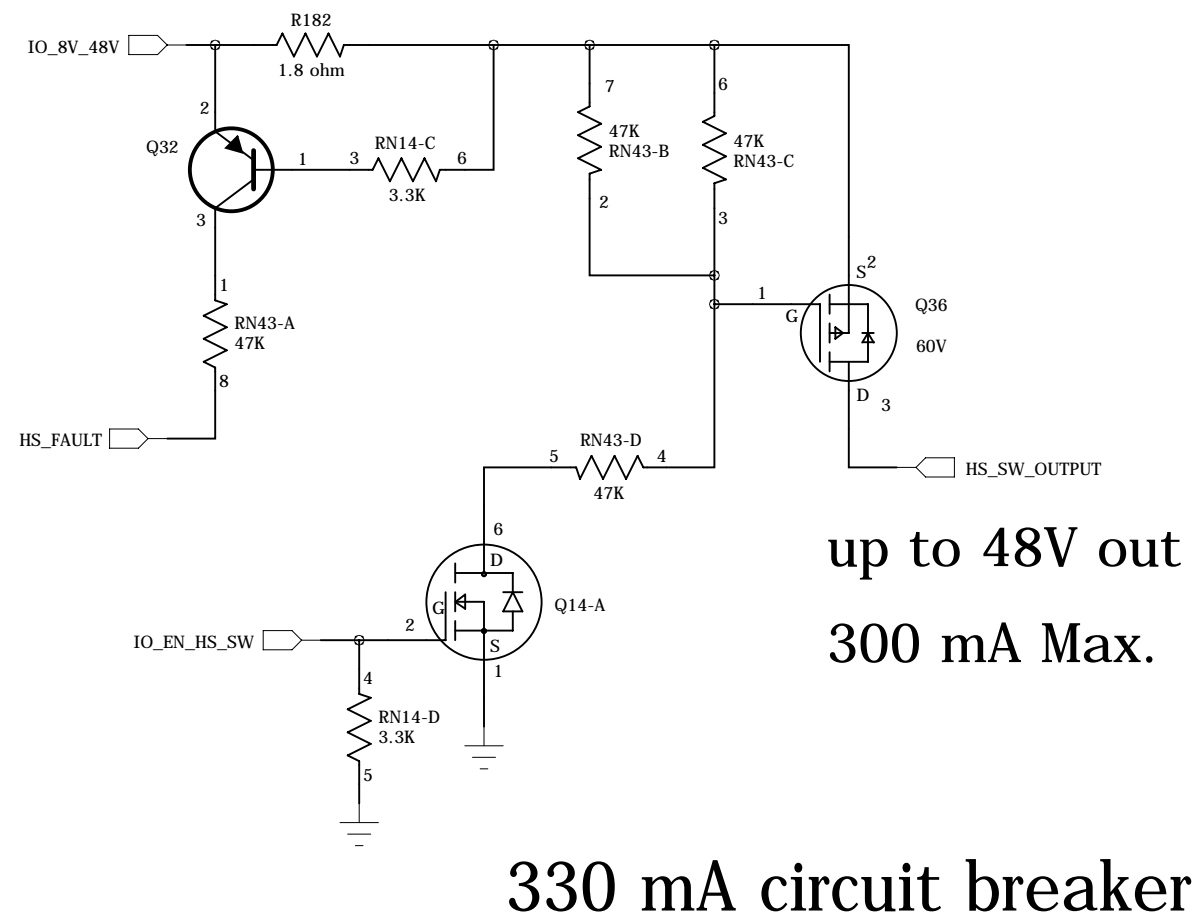 R182
IO_8V_48V
1.8 ohm
2
Q32
RN14-C
1
3
6
3.3K
3
7
47K
RN43-B
2
6
47K
RN43-C
3
1
RN43-A
47K
8
HS_FAULT
S
2
1
G
Q36
60V
D
3
RN43-D
5
4
47K
HS_SW_OUTPUT
6
D
G
Q14-A
S
1
IO_EN_HS_SW
2
4
RN14-D
3.3K
5
up to 48V out
300 mA Max.
330 mA circuit breaker